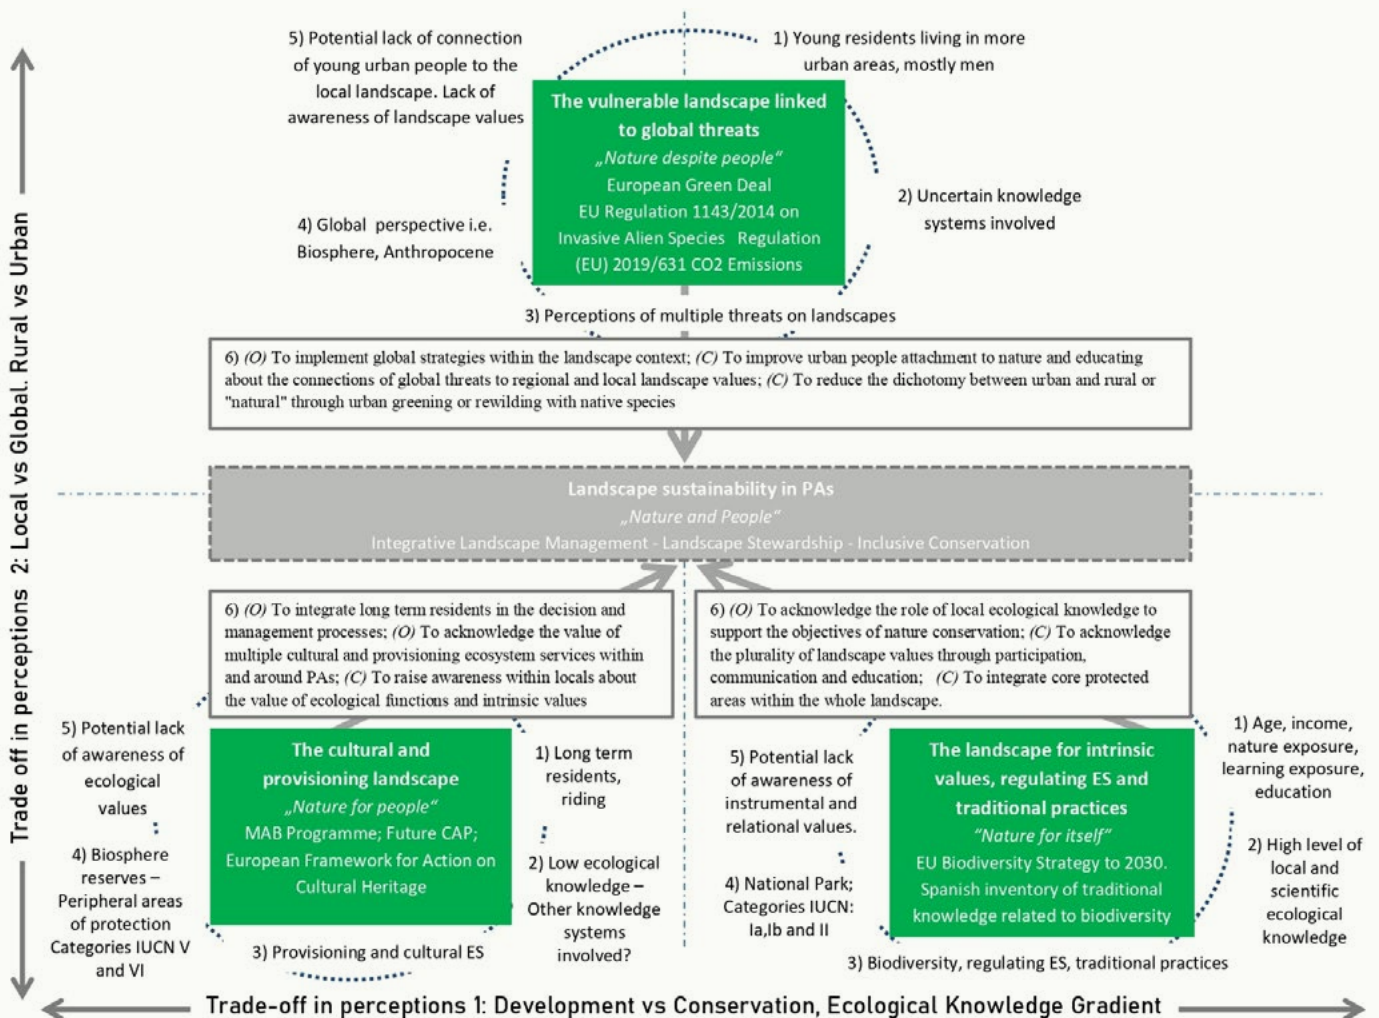 5) Potential lack of connection
of young urban people to the
local landscape. Lack of
awareness of landscape values
1) Young residents living in more
urban areas, mostly men
The vulnerable landscape linked
to global threats
„Nature despite people“
European Green Deal
EU Regulation 1143/2014 on
Invasive Alien Species Regulation
(EU) 2019/631 CO2 Emissions
2) Uncertain knowledge
systems involved
4) Global perspective i.e.
Biosphere, Anthropocene
3) Perceptions of multiple threats on landscapes
6) (O) To implement global strategies within the landscape context; (C) To improve urban people attachment to nature and educating
about the connections of global threats to regional and local landscape values; (C) To reduce the dichotomy between urban and rural or
"natural" through urban greening or rewilding with native species
Landscape sustainability in PAs
„Nature and People“
Integrative Landscape Management - Landscape Stewardship - Inclusive Conservation
6) (O) To integrate long term residents in the decision and
management processes; (O) To acknowledge the value of
multiple cultural and provisioning ecosystem services within
and around PAs; (C) To raise awareness within locals about
the value of ecological functions and intrinsic values
6) (O) To acknowledge the role of local ecological knowledge to
support the objectives of nature conservation; (C) To acknowledge
the plurality of landscape values through participation,
communication and education; (C) To integrate core protected
areas within the whole landscape.
5) Potential lack
of awareness of
ecological
values
The cultural and
provisioning landscape
„Nature for people“
MAB Programme; Future CAP;
European Framework for Action on
Cultural Heritage
1) Long term
residents,
riding
4) Biosphere
reserves –
Peripheral areas
of protection
Categories IUCN V
and VI
2) Low ecological
knowledge –
Other knowledge
systems
involved?
3) Provisioning and cultural ES
5) Potential lack
of awareness of
instrumental and
relational values.
The landscape for intrinsic
values, regulating ES and
traditional practices
“Nature for itself”
EU Biodiversity Strategy to 2030.
Spanish inventory of traditional
knowledge related to biodiversity
1) Age, income,
nature exposure,
learning exposure,
education
4) National Park;
Categories IUCN:
Ia,Ib and II
2) High level of
local and
scientific
ecological
knowledge
3) Biodiversity, regulating ES, traditional practices
Trade off in perceptions 2: Local vs Global. Rural vs Urban
Trade-off in perceptions 1: Development vs Conservation, Ecological Knowledge Gradient